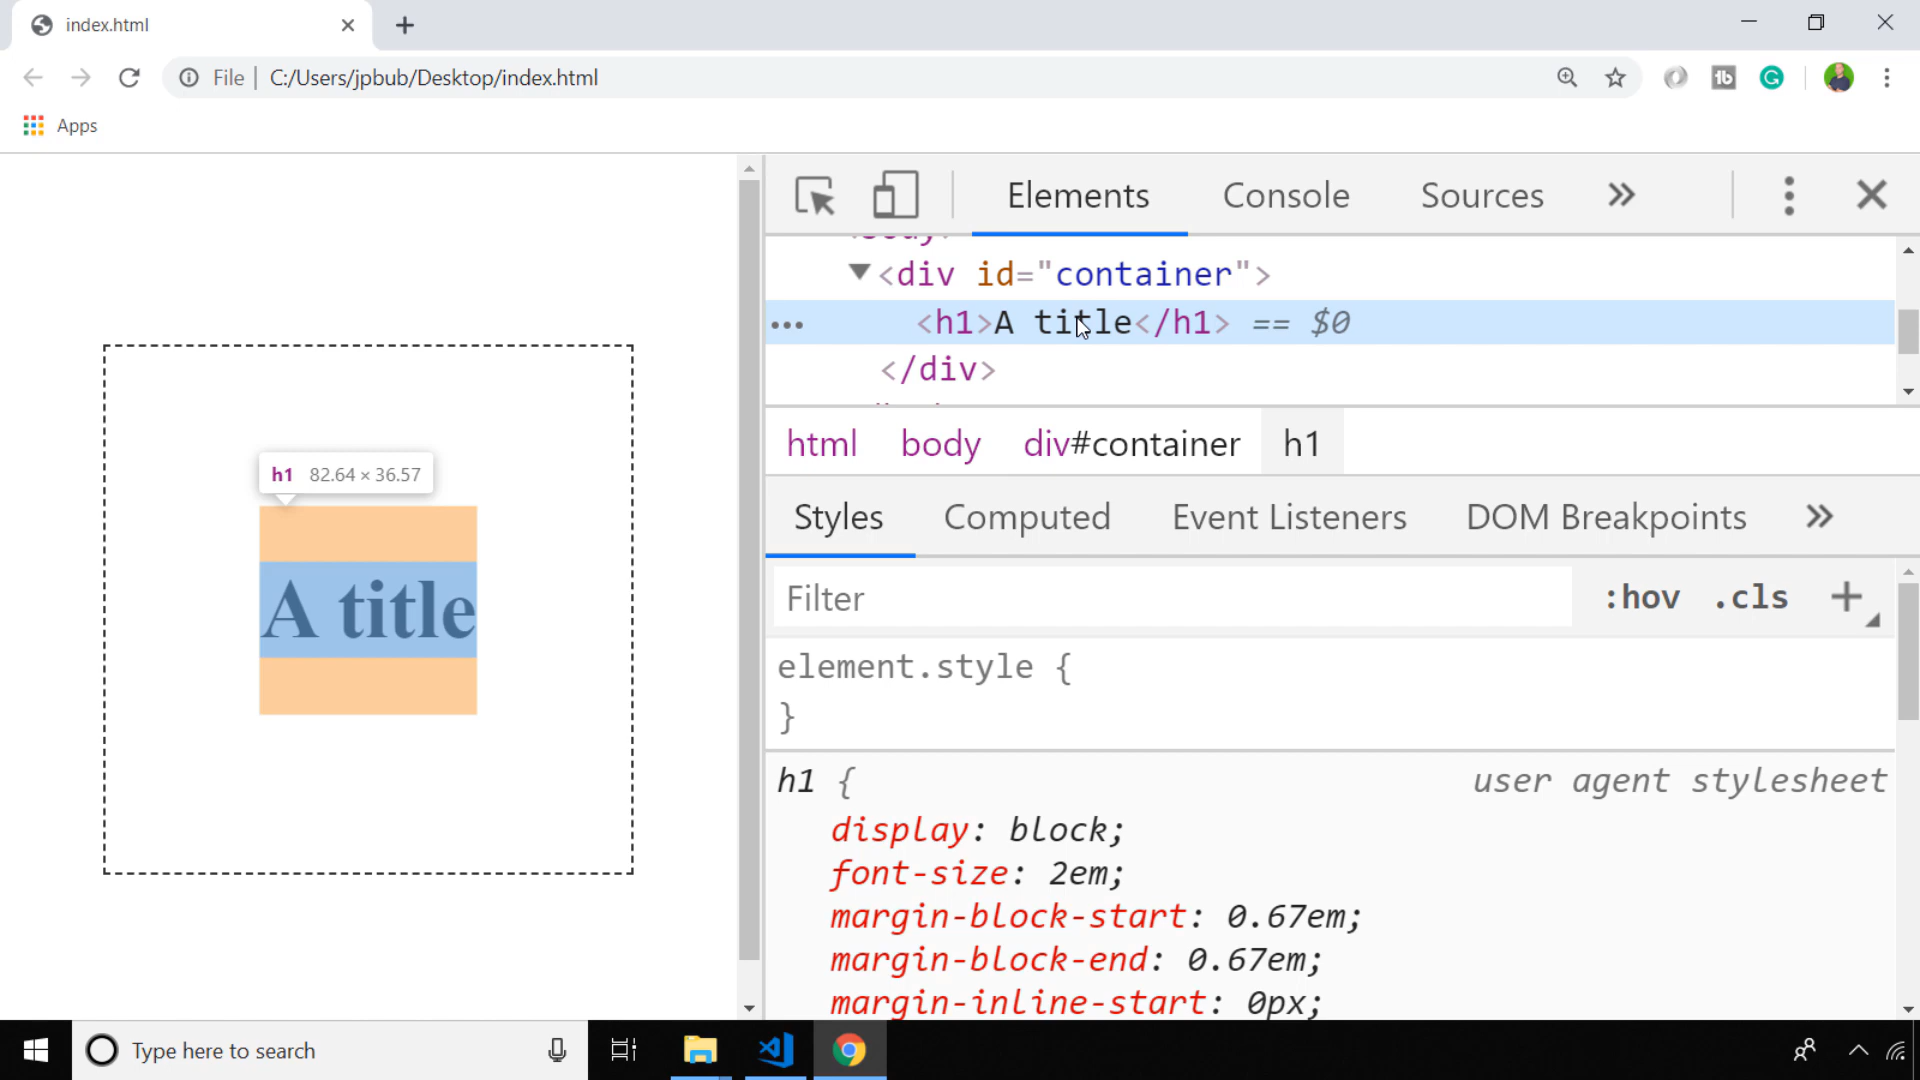 index.html
File | C:/Users/jpbub/Desktop/index.html
Apps
Elements Console Sources
<div id="container">
<h1>A title</h1> == $0
</div>
html body div#container h1
h1 82.64 × 36.57
A title
Styles Computed Event Listeners DOM Breakpoints
Filter :hov .cls
element.style {
}
h1 { user agent stylesheet
display: block;
font-size: 2em;
margin-block-start: 0.67em;
margin-block-end: 0.67em;
margin-inline-start: 0px;
Type here to search